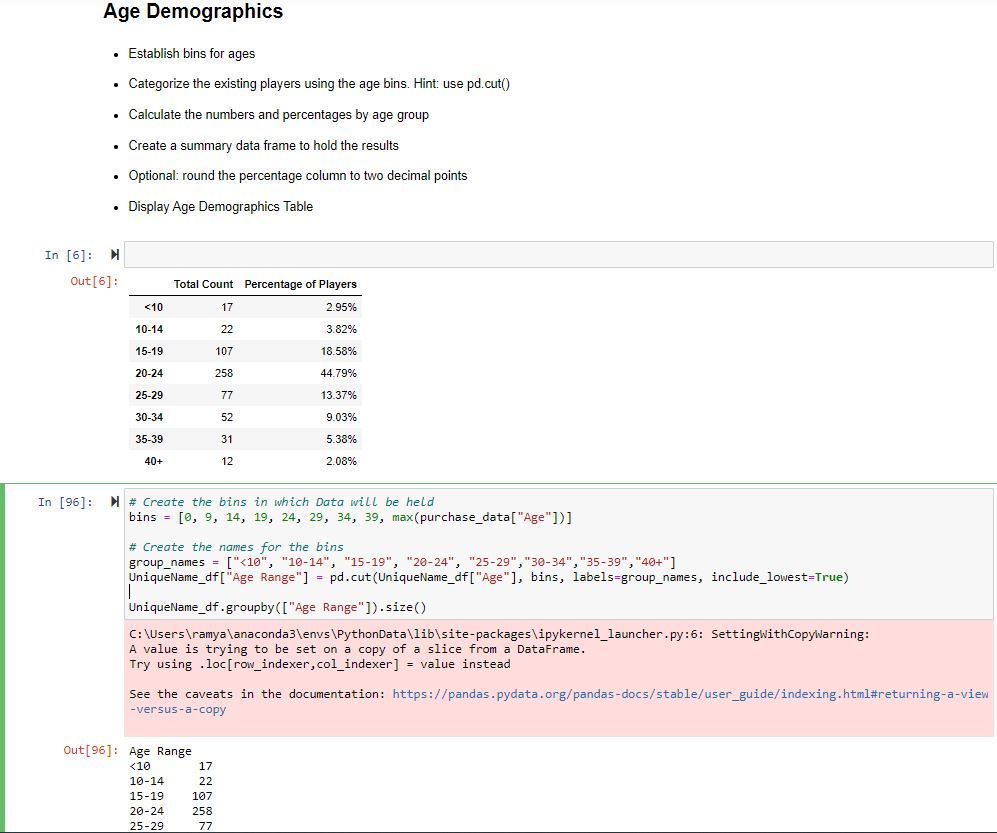 Age Demographics
• Establish bins for ages
• Categorize the existing players using the age bins. Hint: use pd.cut()
• Calculate the numbers and percentages by age group
• Create a summary data frame to hold the results
• Optional: round the percentage column to two decimal points
• Display Age Demographics Table
In [6]:
Out[6]:
Total Count Percentage of Players
<10 17 2.95%
10-14 22 3.82%
15-19 107 18.58%
20-24 258 44.79%
25-29 77 13.37%
30-34 52 9.03%
35-39 31 5.38%
40+ 12 2.08%
In [96]: # Create the bins in which Data will be held
bins = [0, 9, 14, 19, 24, 29, 34, 39, max(purchase_data["Age"])]
# Create the names for the bins
group_names = ["<10", "10-14", "15-19", "20-24", "25-29","30-34","35-39","40+"]
UniqueName_df["Age Range"] = pd.cut(UniqueName_df["Age"], bins, labels=group_names, include_lowest=True)
UniqueName_df.groupby(["Age Range"]).size()
C:\Users\ramya\anaconda3\envs\PythonData\lib\site-packages\ipykernel_launcher.py:6: SettingWithCopyWarning:
A value is trying to be set on a copy of a slice from a DataFrame.
Try using .loc[row_indexer,col_indexer] = value instead
See the caveats in the documentation: https://pandas.pydata.org/pandas-docs/stable/user_guide/indexing.html#returning-a-view
-versus-a-copy
Out[96]: Age Range
<10 17
10-14 22
15-19 107
20-24 258
25-29 77